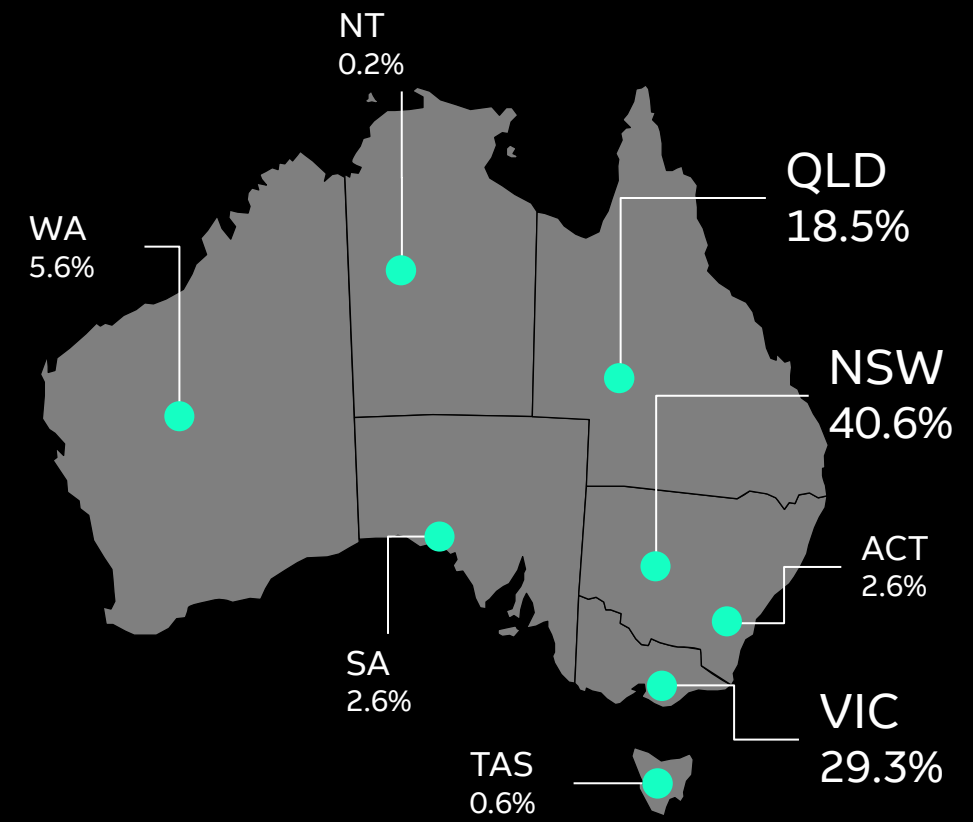 NT
0.2%
QLD
18.5%
WA
5.6%
NSW
40.6%
ACT
2.6%
SA
2.6%
VIC
29.3%
TAS
0.6%